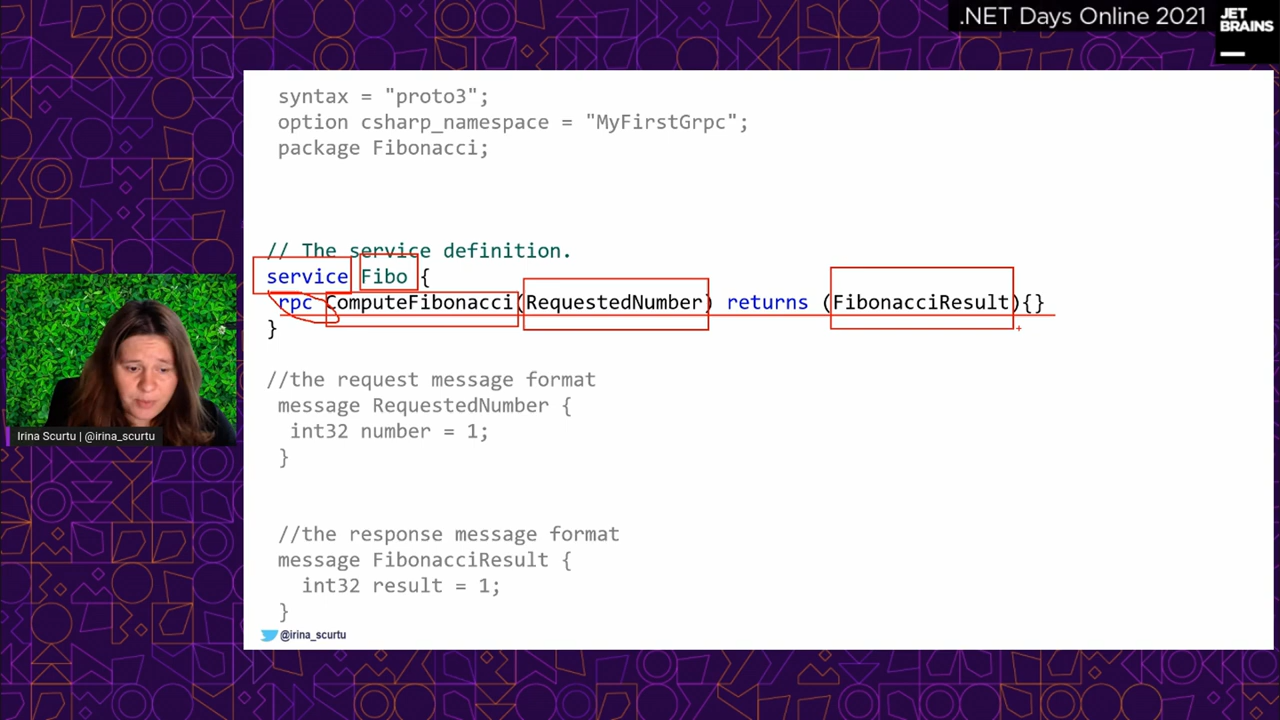 .NET Days Online 2021
JET
BRAINS
syntax = "proto3";
option csharp_namespace = "MyFirstGrpc";
package Fibonacci;
// The service definition.
service Fibo {
rpc ComputeFibonacci(RequestedNumber) returns (FibonacciResult){}
}
//the request message format
message RequestedNumber {
int32 number = 1;
}
//the response message format
message FibonacciResult {
int32 result = 1;
}
@irina_scurtu
Irina Scurtu | @irina_scurtu